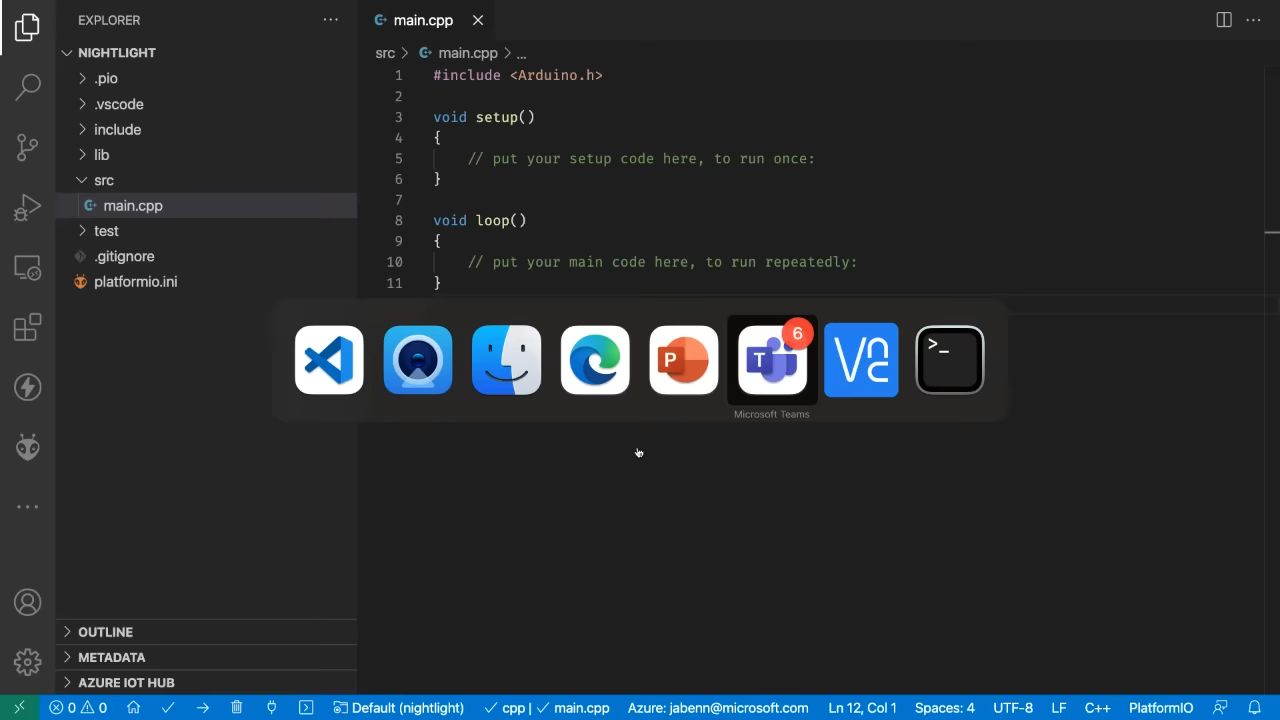 EXPLORER
NIGHTLIGHT
.pio
.vscode
include
lib
src
main.cpp
test
.gitignore
platformio.ini
OUTLINE
METADATA
AZURE IOT HUB
main.cpp
src > main.cpp > ...
1 #include <Arduino.h>
2
3 void setup()
4 {
5 // put your setup code here, to run once:
6 }
7
8 void loop()
9 {
10 // put your main code here, to run repeatedly:
11 }
P
T
6
VNC
>_
Microsoft Teams
0 0 Default (nightlight) cpp | main.cpp Azure: jabenn@microsoft.com Ln 12, Col 1 Spaces: 4 UTF-8 LF C++ PlatformIO